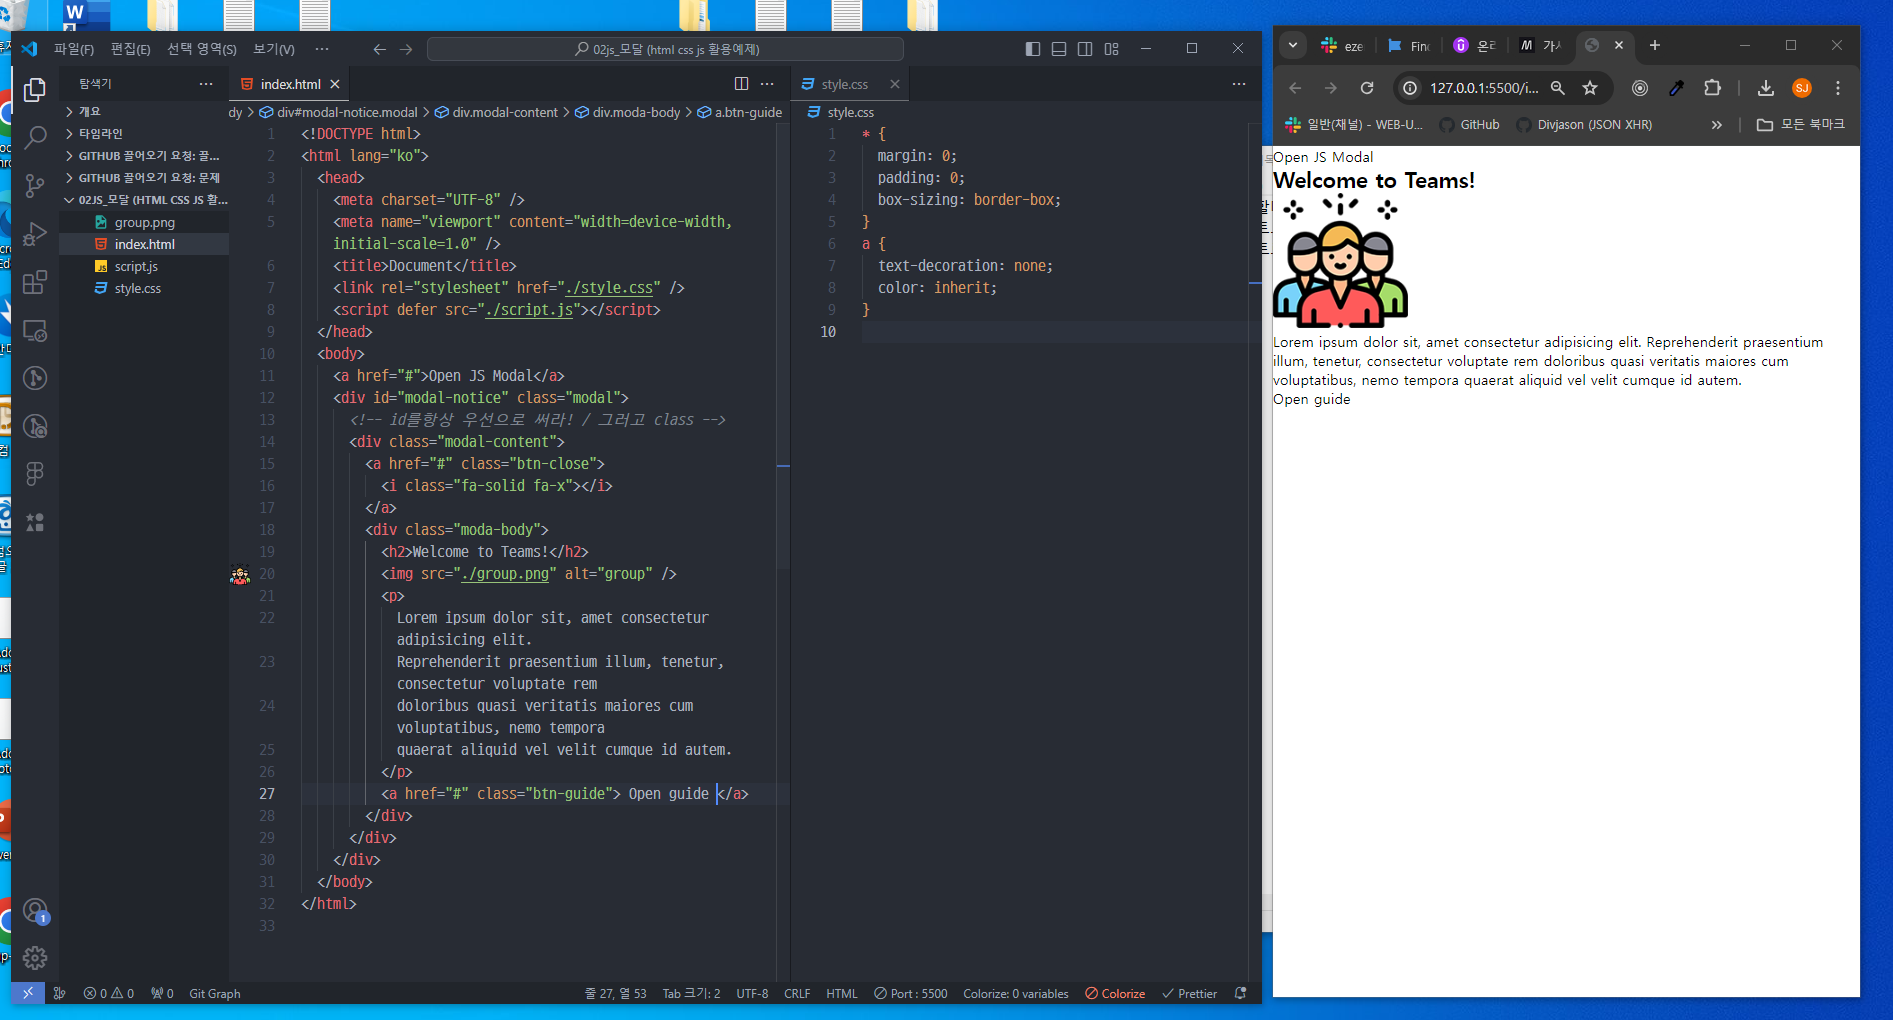 파일(F) 편집(E) 선택 영역(S) 보기(V) ··· 02js_모달 (html css js 활용예제)
탐색기 ···
개요
타임라인
GITHUB 끌어오기 요청: 끌...
GITHUB 끌어오기 요청: 문제
02JS_모달 (HTML CSS JS 활...
group.png
index.html
script.js
style.css
index.html
dy > div#modal-notice.modal > div.modal-content > div.moda-body > a.btn-guide
1 <!DOCTYPE html>
2 <html lang="ko">
3 <head>
4 <meta charset="UTF-8" />
5 <meta name="viewport" content="width=device-width,
initial-scale=1.0" />
6 <title>Document</title>
7 <link rel="stylesheet" href="./style.css" />
8 <script defer src="./script.js"></script>
9 </head>
10 <body>
11 <a href="#">Open JS Modal</a>
12 <div id="modal-notice" class="modal">
13 <!-- id를항상 우선으로 써라! / 그러고 class -->
14 <div class="modal-content">
15 <a href="#" class="btn-close">
16 <i class="fa-solid fa-x"></i>
17 </a>
18 <div class="moda-body">
19 <h2>Welcome to Teams!</h2>
20 <img src="./group.png" alt="group" />
21 <p>
22 Lorem ipsum dolor sit, amet consectetur
adipisicing elit.
23 Reprehenderit praesentium illum, tenetur,
consectetur voluptate rem
24 doloribus quasi veritatis maiores cum
voluptatibus, nemo tempora
25 quaerat aliquid vel velit cumque id autem.
26 </p>
27 <a href="#" class="btn-guide"> Open guide </a>
28 </div>
29 </div>
30 </div>
31 </body>
32 </html>
33
style.css
style.css
1 * {
2 margin: 0;
3 padding: 0;
4 box-sizing: border-box;
5 }
6 a {
7 text-decoration: none;
8 color: inherit;
9 }
10
1
0 0 0 Git Graph 줄 27, 열 53 Tab 크기: 2 UTF-8 CRLF HTML Port : 5500 Colorize: 0 variables Colorize Prettier
127.0.0.1:5500/i... SJ
일반(채널) - WEB-U... GitHub Divjason (JSON XHR) » 모든 북마크
Open JS Modal
Welcome to Teams!
Lorem ipsum dolor sit, amet consectetur adipisicing elit. Reprehenderit praesentium
illum, tenetur, consectetur voluptate rem doloribus quasi veritatis maiores cum
voluptatibus, nemo tempora quaerat aliquid vel velit cumque id autem.
Open guide